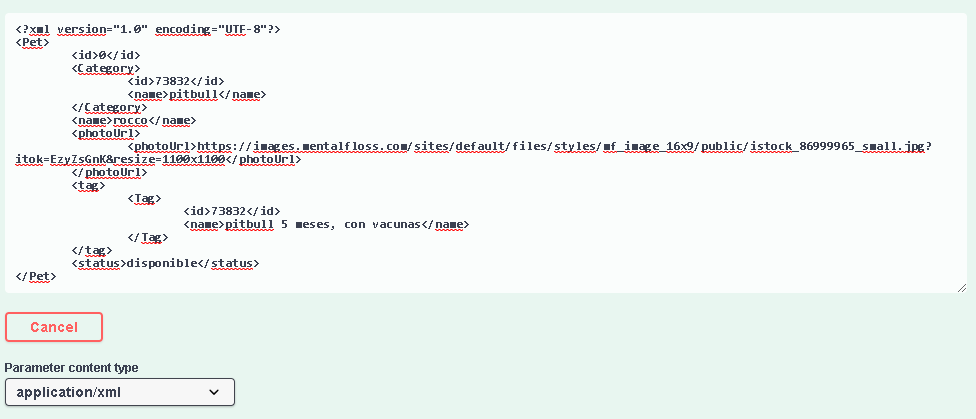 <?xml version="1.0" encoding="UTF-8"?>
<Pet>
<id>0</id>
<Category>
<id>73832</id>
<name>pitbull</name>
</Category>
<name>rocco</name>
<photoUrl>
<photoUrl>https://images.mentalfloss.com/sites/default/files/styles/mf_image_16x9/public/istock_86999965_small.jpg?
itok=EzyZsGnK&resize=1100x1100</photoUrl>
</photoUrl>
<tag>
<Tag>
<id>73832</id>
<name>pitbull 5 meses, con vacunas</name>
</Tag>
</tag>
<status>disponible</status>
</Pet>
Cancel
Parameter content type
application/xml